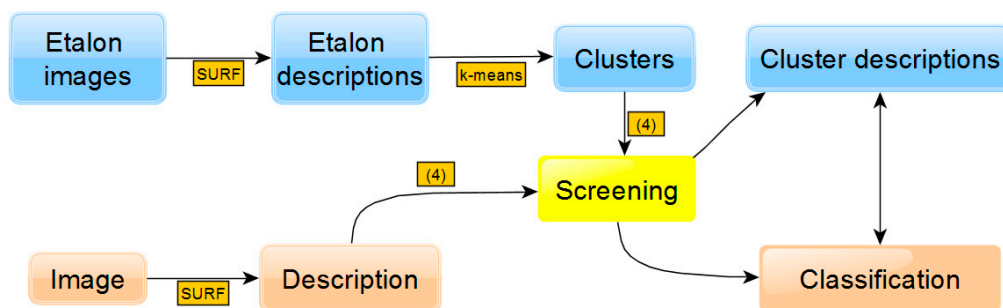 Etalon
images
SURF
Etalon
descriptions
k-means
Clusters
Cluster descriptions
(4)
(4)
Screening
Image
SURF
Description
Classification